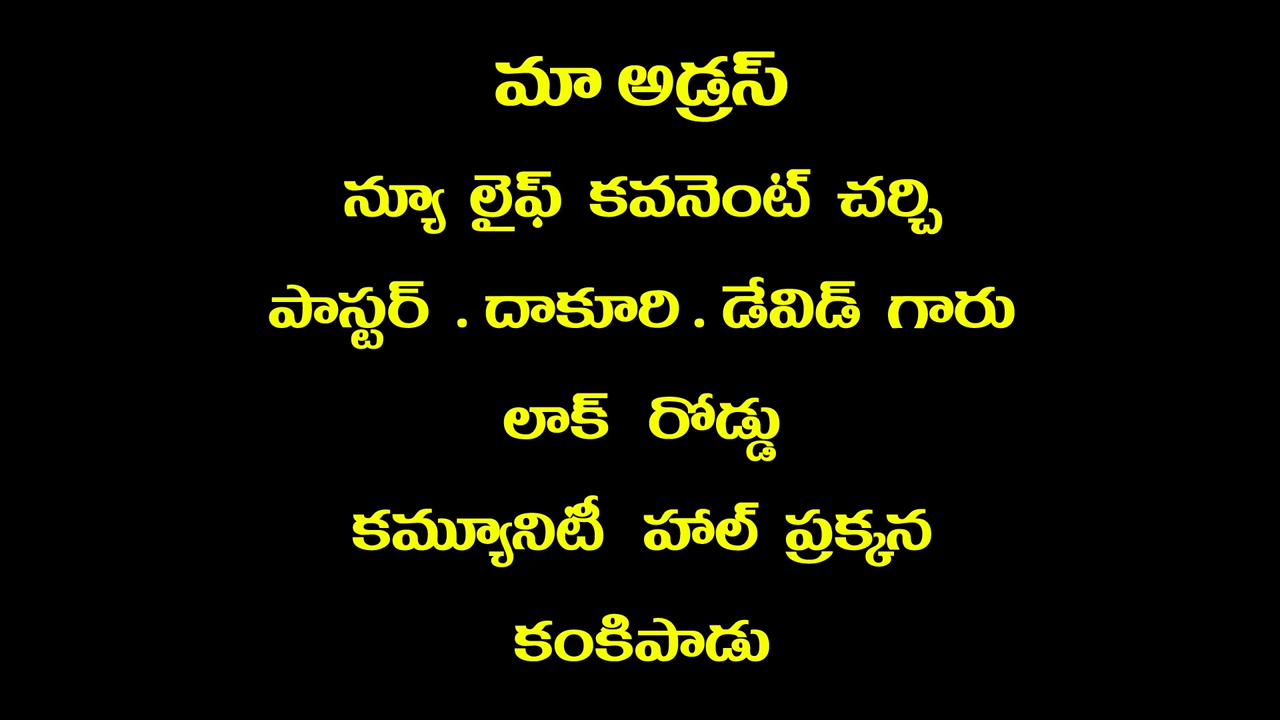 మా అడ్రస్
న్యూ లైఫ్ కవనెంట్ చర్చి
పాస్టర్ . దాకూరి . డేవిడ్ గారు
లాక్ రోడ్డు
కమ్యూనిటీ హాల్ ప్రక్కన
కంకిపాడు